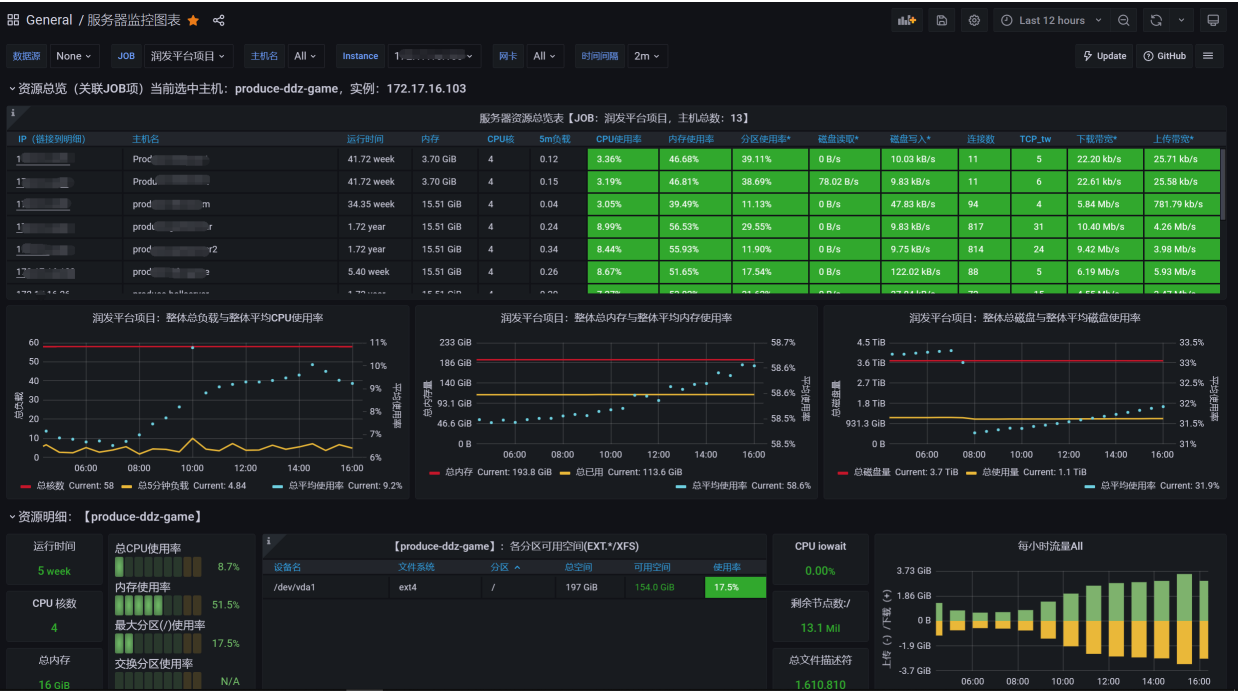 General / 服务器监控图表 Last 12 hours
数据源 None JOB 润发平台项目 主机名 All Instance 网卡 All 时间间隔 2m Update GitHub
资源总览（关联JOB项）当前选中主机：produce-ddz-game，实例：172.17.16.103
服务器资源总览表【JOB：润发平台项目，主机总数：13】
IP（链接到明细） 主机名 运行时间 内存 CPU核 5m负载 CPU使用率 内存使用率 分区使用率* 磁盘读取* 磁盘写入* 连接数 TCP_tw 下载带宽* 上传带宽*
41.72 week 3.70 GiB 4 0.12 3.36% 46.68% 39.11% 0 B/s 10.03 kB/s 11 5 22.20 kb/s 25.71 kb/s
41.72 week 3.70 GiB 4 0.15 3.19% 46.81% 38.69% 78.02 B/s 9.83 kB/s 11 6 22.61 kb/s 25.58 kb/s
34.35 week 15.51 GiB 4 0.04 3.05% 39.49% 11.13% 0 B/s 47.83 kB/s 94 4 5.84 Mb/s 781.79 kb/s
1.72 year 15.51 GiB 4 0.24 8.99% 56.53% 29.55% 0 B/s 9.83 kB/s 817 31 10.40 Mb/s 4.26 Mb/s
1.72 year 15.51 GiB 4 0.34 8.44% 55.93% 11.90% 0 B/s 9.75 kB/s 814 24 9.42 Mb/s 3.98 Mb/s
5.40 week 15.51 GiB 4 0.26 8.67% 51.65% 17.54% 0 B/s 122.02 kB/s 88 5 6.19 Mb/s 5.93 Mb/s
润发平台项目：整体总负载与整体平均CPU使用率
60
50
40
30
20
10
0
总负载
11%
10%
9%
8%
7%
6%
平均使用率
06:00 08:00 10:00 12:00 14:00 16:00
总核数 Current: 58 总5分钟负载 Current: 4.84 总平均使用率 Current: 9.2%
润发平台项目：整体总内存与整体平均内存使用率
233 GiB
186 GiB
140 GiB
93.1 GiB
46.6 GiB
0 B
总内存量
58.7%
58.6%
58.6%
58.5%
58.5%
平均使用率
06:00 08:00 10:00 12:00 14:00 16:00
总内存 Current: 193.8 GiB 总已用 Current: 113.6 GiB
总平均使用率 Current: 58.6%
润发平台项目：整体总磁盘与整体平均磁盘使用率
4.5 TiB
3.6 TiB
2.7 TiB
1.8 TiB
931.3 GiB
0 B
总磁盘量
33.5%
33%
32.5%
32%
31.5%
31%
平均使用率
06:00 08:00 10:00 12:00 14:00 16:00
总磁盘量 Current: 3.7 TiB 总使用量 Current: 1.1 TiB
总平均使用率 Current: 31.9%
资源明细：【produce-ddz-game】
运行时间
5 week
CPU 核数
4
总内存
16 GiB
总CPU使用率
8.7%
内存使用率
51.5%
最大分区(/)使用率
17.5%
交换分区使用率
N/A
【produce-ddz-game】：各分区可用空间(EXT.*/XFS)
设备名 文件系统 分区 总空间 可用空间 使用率
/dev/vda1 ext4 / 197 GiB 154.0 GiB 17.5%
CPU iowait
0.00%
剩余节点数:/
13.1 Mil
总文件描述符
1,610,810
每小时流量All
3.73 GiB
1.86 GiB
0 B
-1.9 GiB
-3.7 GiB
上传 (-) /下载 (+)
06:00 08:00 10:00 12:00 14:00 16:00